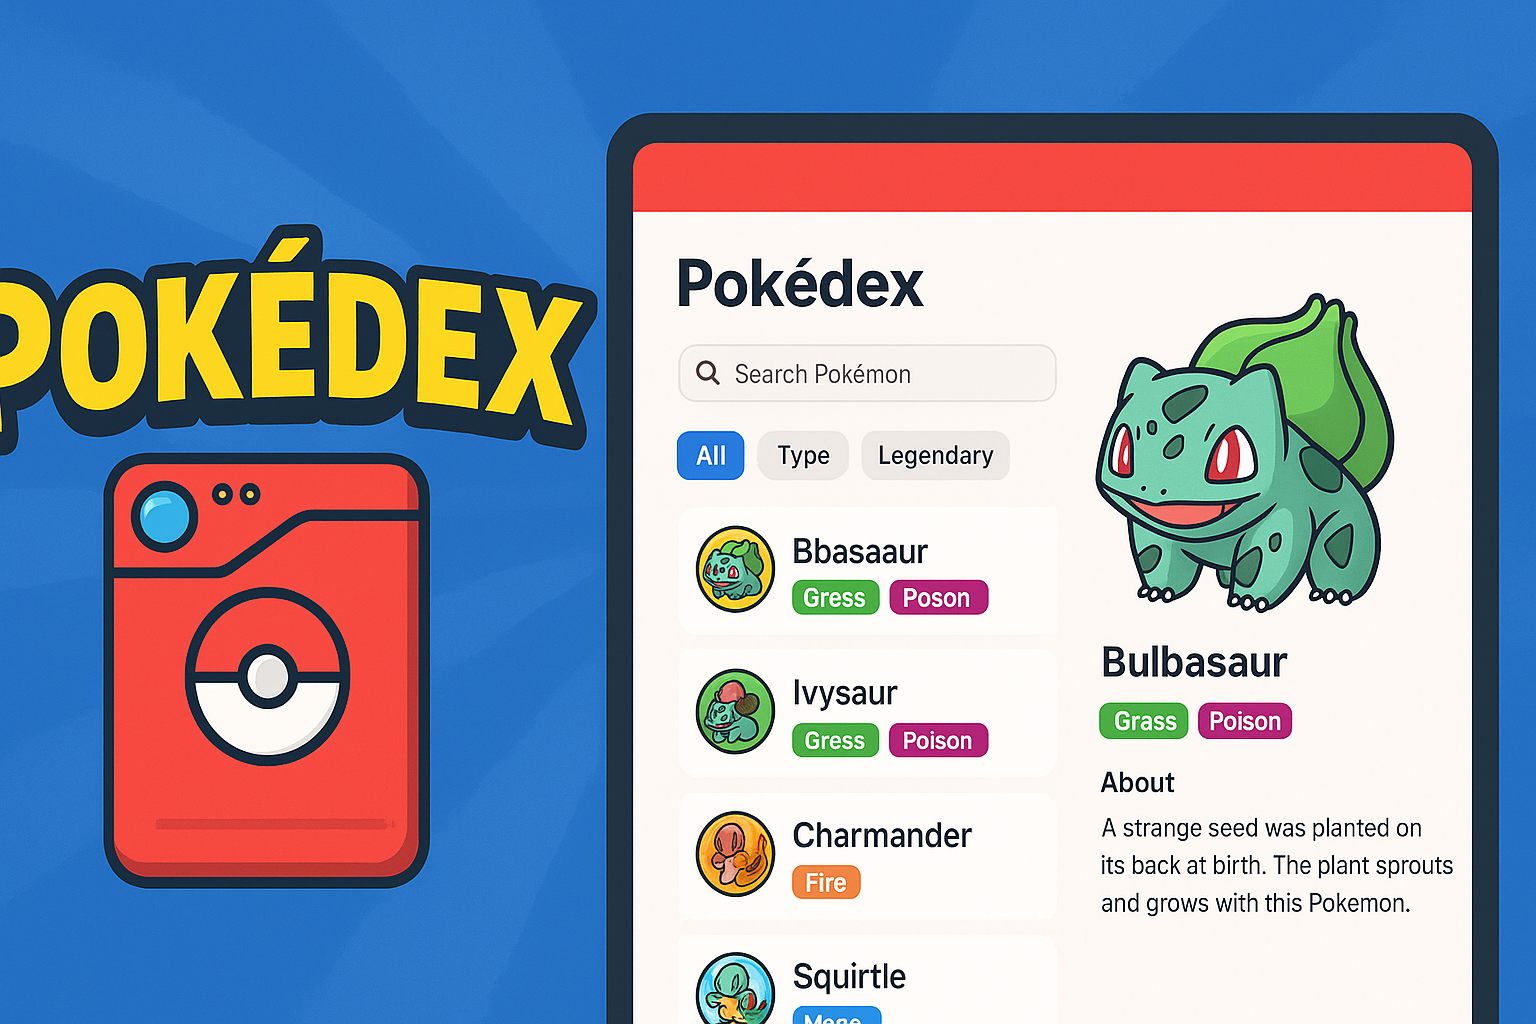 POKÉDEX
Pokédex
Search Pokémon
All Type Legendary
Bbasaaur
Gress Poson
Ivysaur
Gress Poison
Charmander
Fire
Squirtle
Bulbasaur
Grass Poison
About
A strange seed was planted on
its back at birth. The plant sprouts
and grows with this Pokemon.